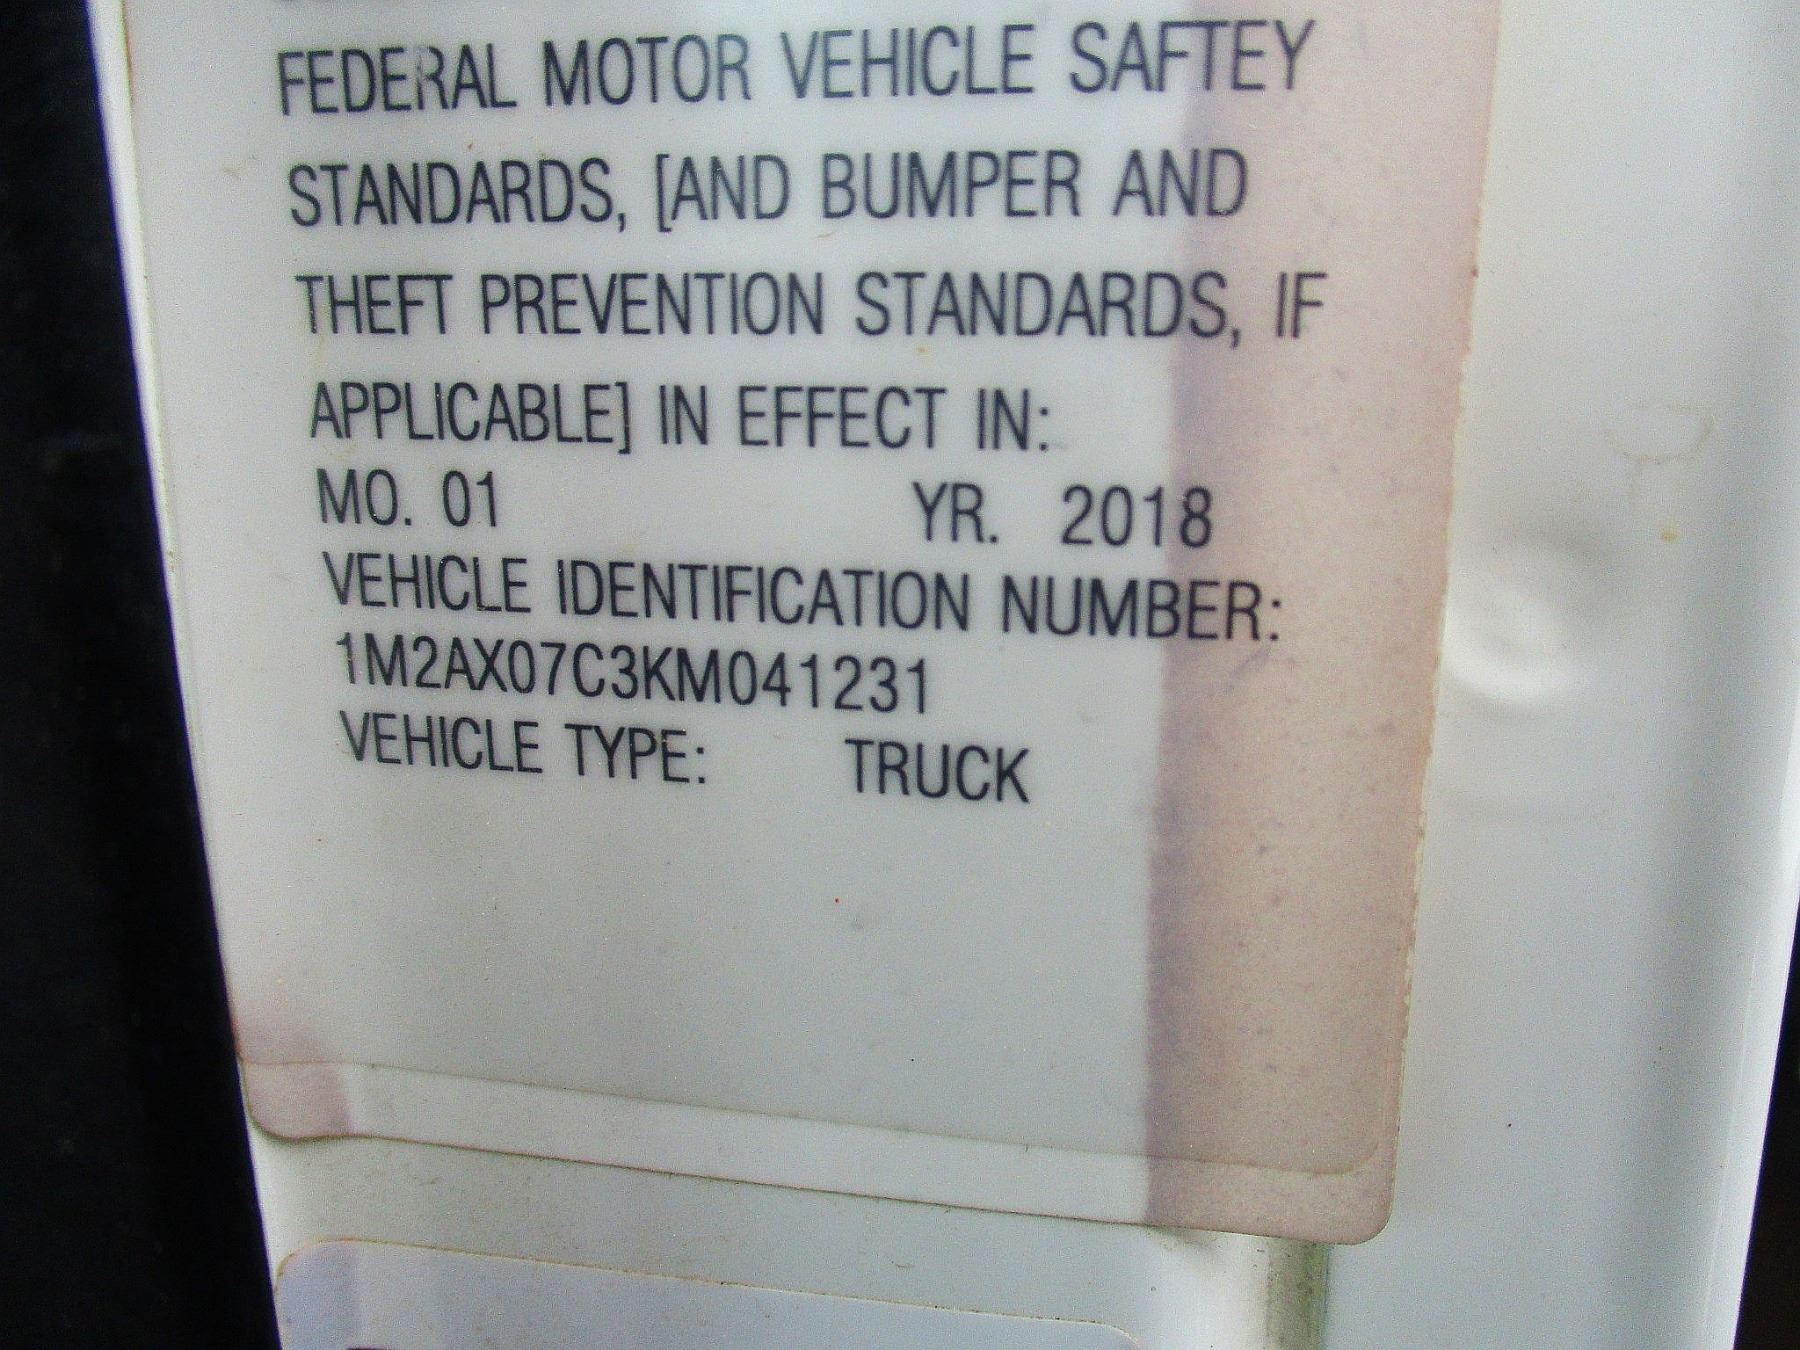 FEDERAL MOTOR VEHICLE SAFTEY
STANDARDS, [AND BUMPER AND
THEFT PREVENTION STANDARDS, IF
APPLICABLE] IN EFFECT IN:
MO. 01 YR. 2018
VEHICLE IDENTIFICATION NUMBER:
1M2AX07C3KM041231
VEHICLE TYPE: TRUCK